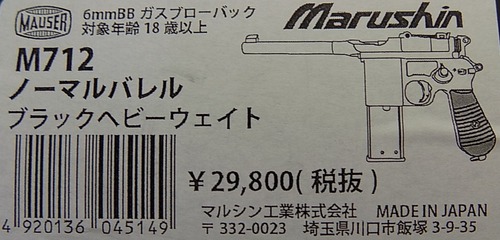 MAUSER
6mmBB ガスブローバック
対象年齢 18 歳以上
Marushin
M712
ノーマルバレル
ブラックヘビーウェイト
￥29,800( 税抜 )
4 920136 045149
マルシン工業株式会社 MADE IN JAPAN
〒 332-0023 埼玉県川口市飯塚 3-9-35